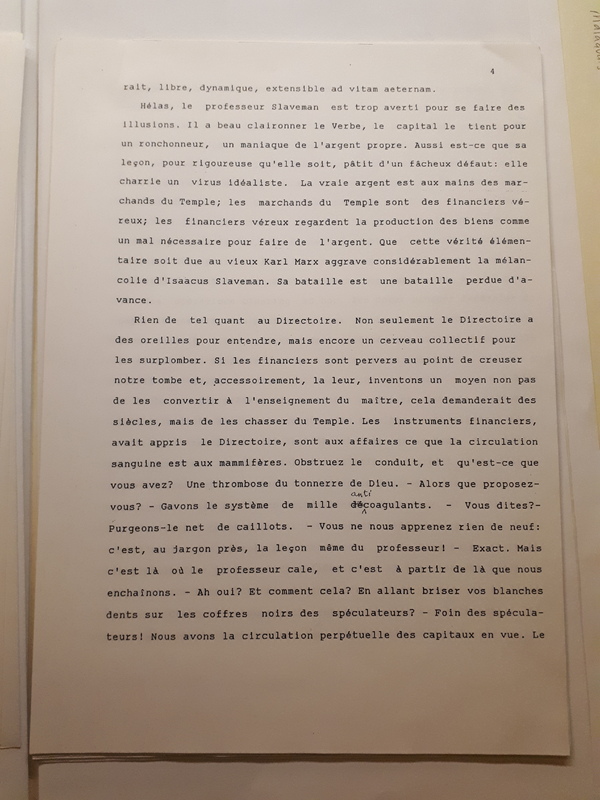 4
rait, libre, dynamique, extensible ad vitam aeternam.
Hélas, le professeur Slaveman est trop averti pour se faire des
illusions. Il a beau claironner le Verbe, le capital le tient pour
un ronchonneur, un maniaque de l'argent propre. Aussi est-ce que sa
leçon, pour rigoureuse qu'elle soit, pâtit d'un fâcheux défaut: elle
charrie un virus idéaliste. La vraie argent est aux mains des mar-
chands du Temple; les marchands du Temple sont des financiers vé-
reux; les financiers véreux regardent la production des biens comme
un mal nécessaire pour faire de l'argent. Que cette vérité élémen-
taire soit due au vieux Karl Marx aggrave considérablement la mélan-
colie d'Isaacus Slaveman. Sa bataille est une bataille perdue d'a-
vance.
Rien de tel quant au Directoire. Non seulement le Directoire a
des oreilles pour entendre, mais encore un cerveau collectif pour
les surplomber. Si les financiers sont pervers au point de creuser
notre tombe et, accessoirement, la leur, inventons un moyen non pas
de les convertir à l'enseignement du maître, cela demanderait des
siècles, mais de les chasser du Temple. Les instruments financiers,
avait appris le Directoire, sont aux affaires ce que la circulation
sanguine est aux mammifères. Obstruez le conduit, et qu'est-ce que
vous avez? Une thrombose du tonnerre de Dieu. - Alors que proposez-
anti
vous? - Gavons le système de mille décoagulants. - Vous dites?-
Purgeons-le net de caillots. - Vous ne nous apprenez rien de neuf:
c'est, au jargon près, la leçon même du professeur! - Exact. Mais
c'est là où le professeur cale, et c'est à partir de là que nous
enchaînons. - Ah oui? Et comment cela? En allant briser vos blanches
dents sur les coffres noirs des spéculateurs? - Foin des spécula-
teurs! Nous avons la circulation perpétuelle des capitaux en vue. Le